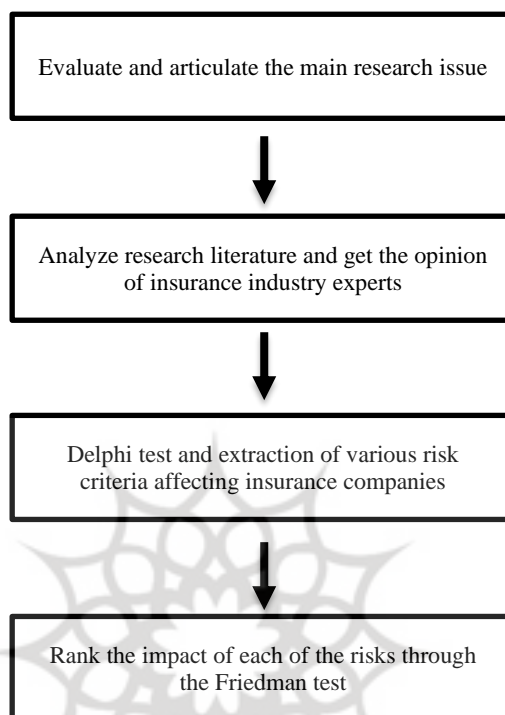 Evaluate and articulate the main research issue
Analyze research literature and get the opinion
of insurance industry experts
Delphi test and extraction of various risk
criteria affecting insurance companies
Rank the impact of each of the risks through
the Friedman test